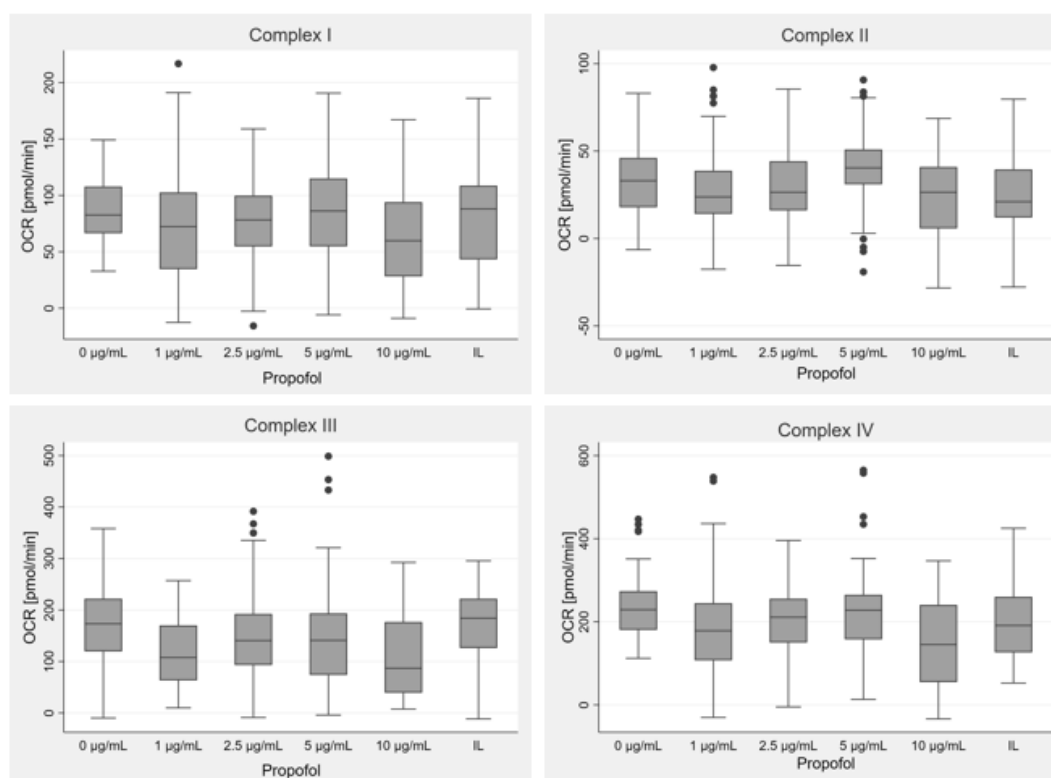 Complex I
OCR [pmol/min]
200
150
100
50
0
0 µg/mL 1 µg/mL 2.5 µg/mL 5 µg/mL 10 µg/mL IL
Propofol
Complex II
OCR [pmol/min]
100
50
0
-50
0 µg/mL 1 µg/mL 2.5 µg/mL 5 µg/mL 10 µg/mL IL
Propofol
Complex III
OCR [pmol/min]
500
400
300
200
100
0
0 µg/mL 1 µg/mL 2.5 µg/mL 5 µg/mL 10 µg/mL IL
Propofol
Complex IV
OCR [pmol/min]
600
400
200
0
0 µg/mL 1 µg/mL 2.5 µg/mL 5 µg/mL 10 µg/mL IL
Propofol